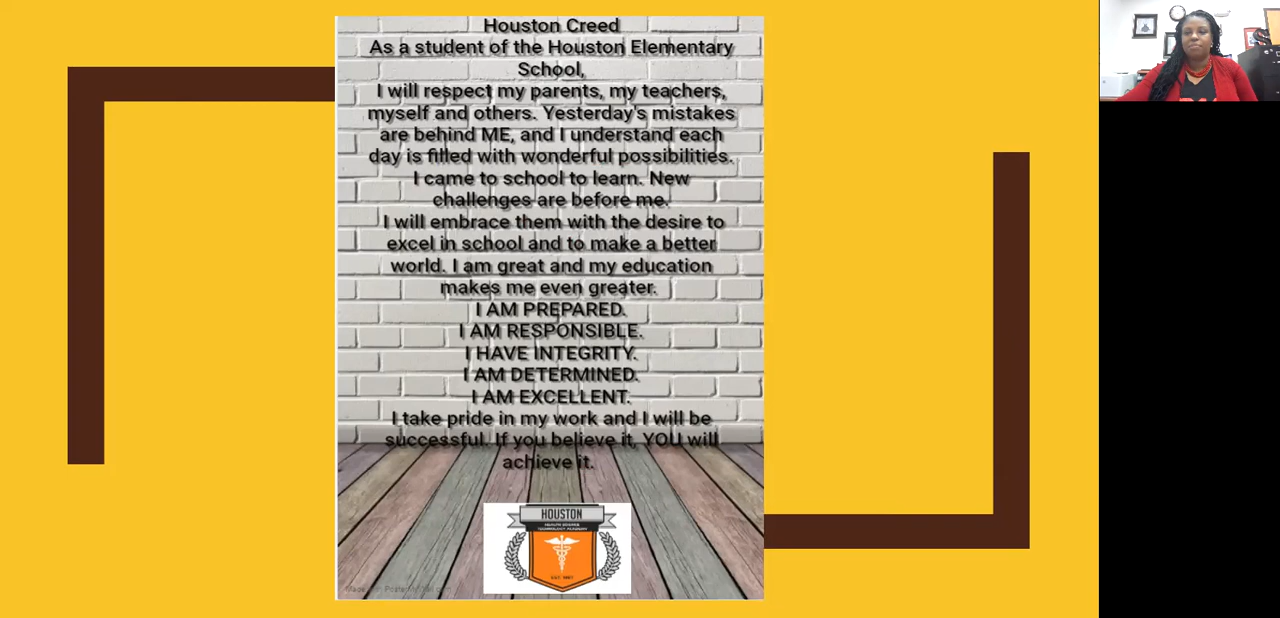 Houston Creed
As a student of the Houston Elementary
School,
I will respect my parents, my teachers,
myself and others. Yesterday's mistakes
are behind ME, and I understand each
day is filled with wonderful possibilities.
I came to school to learn. New
challenges are before me.
I will embrace them with the desire to
excel in school and to make a better
world. I am great and my education
makes me even greater.
I AM PREPARED.
I AM RESPONSIBLE.
I HAVE INTEGRITY.
I AM DETERMINED.
I AM EXCELLENT.
I take pride in my work and I will be
successful. If you believe it, YOU will
achieve it.
HOUSTON
TECHNOLOGY ACADEMY